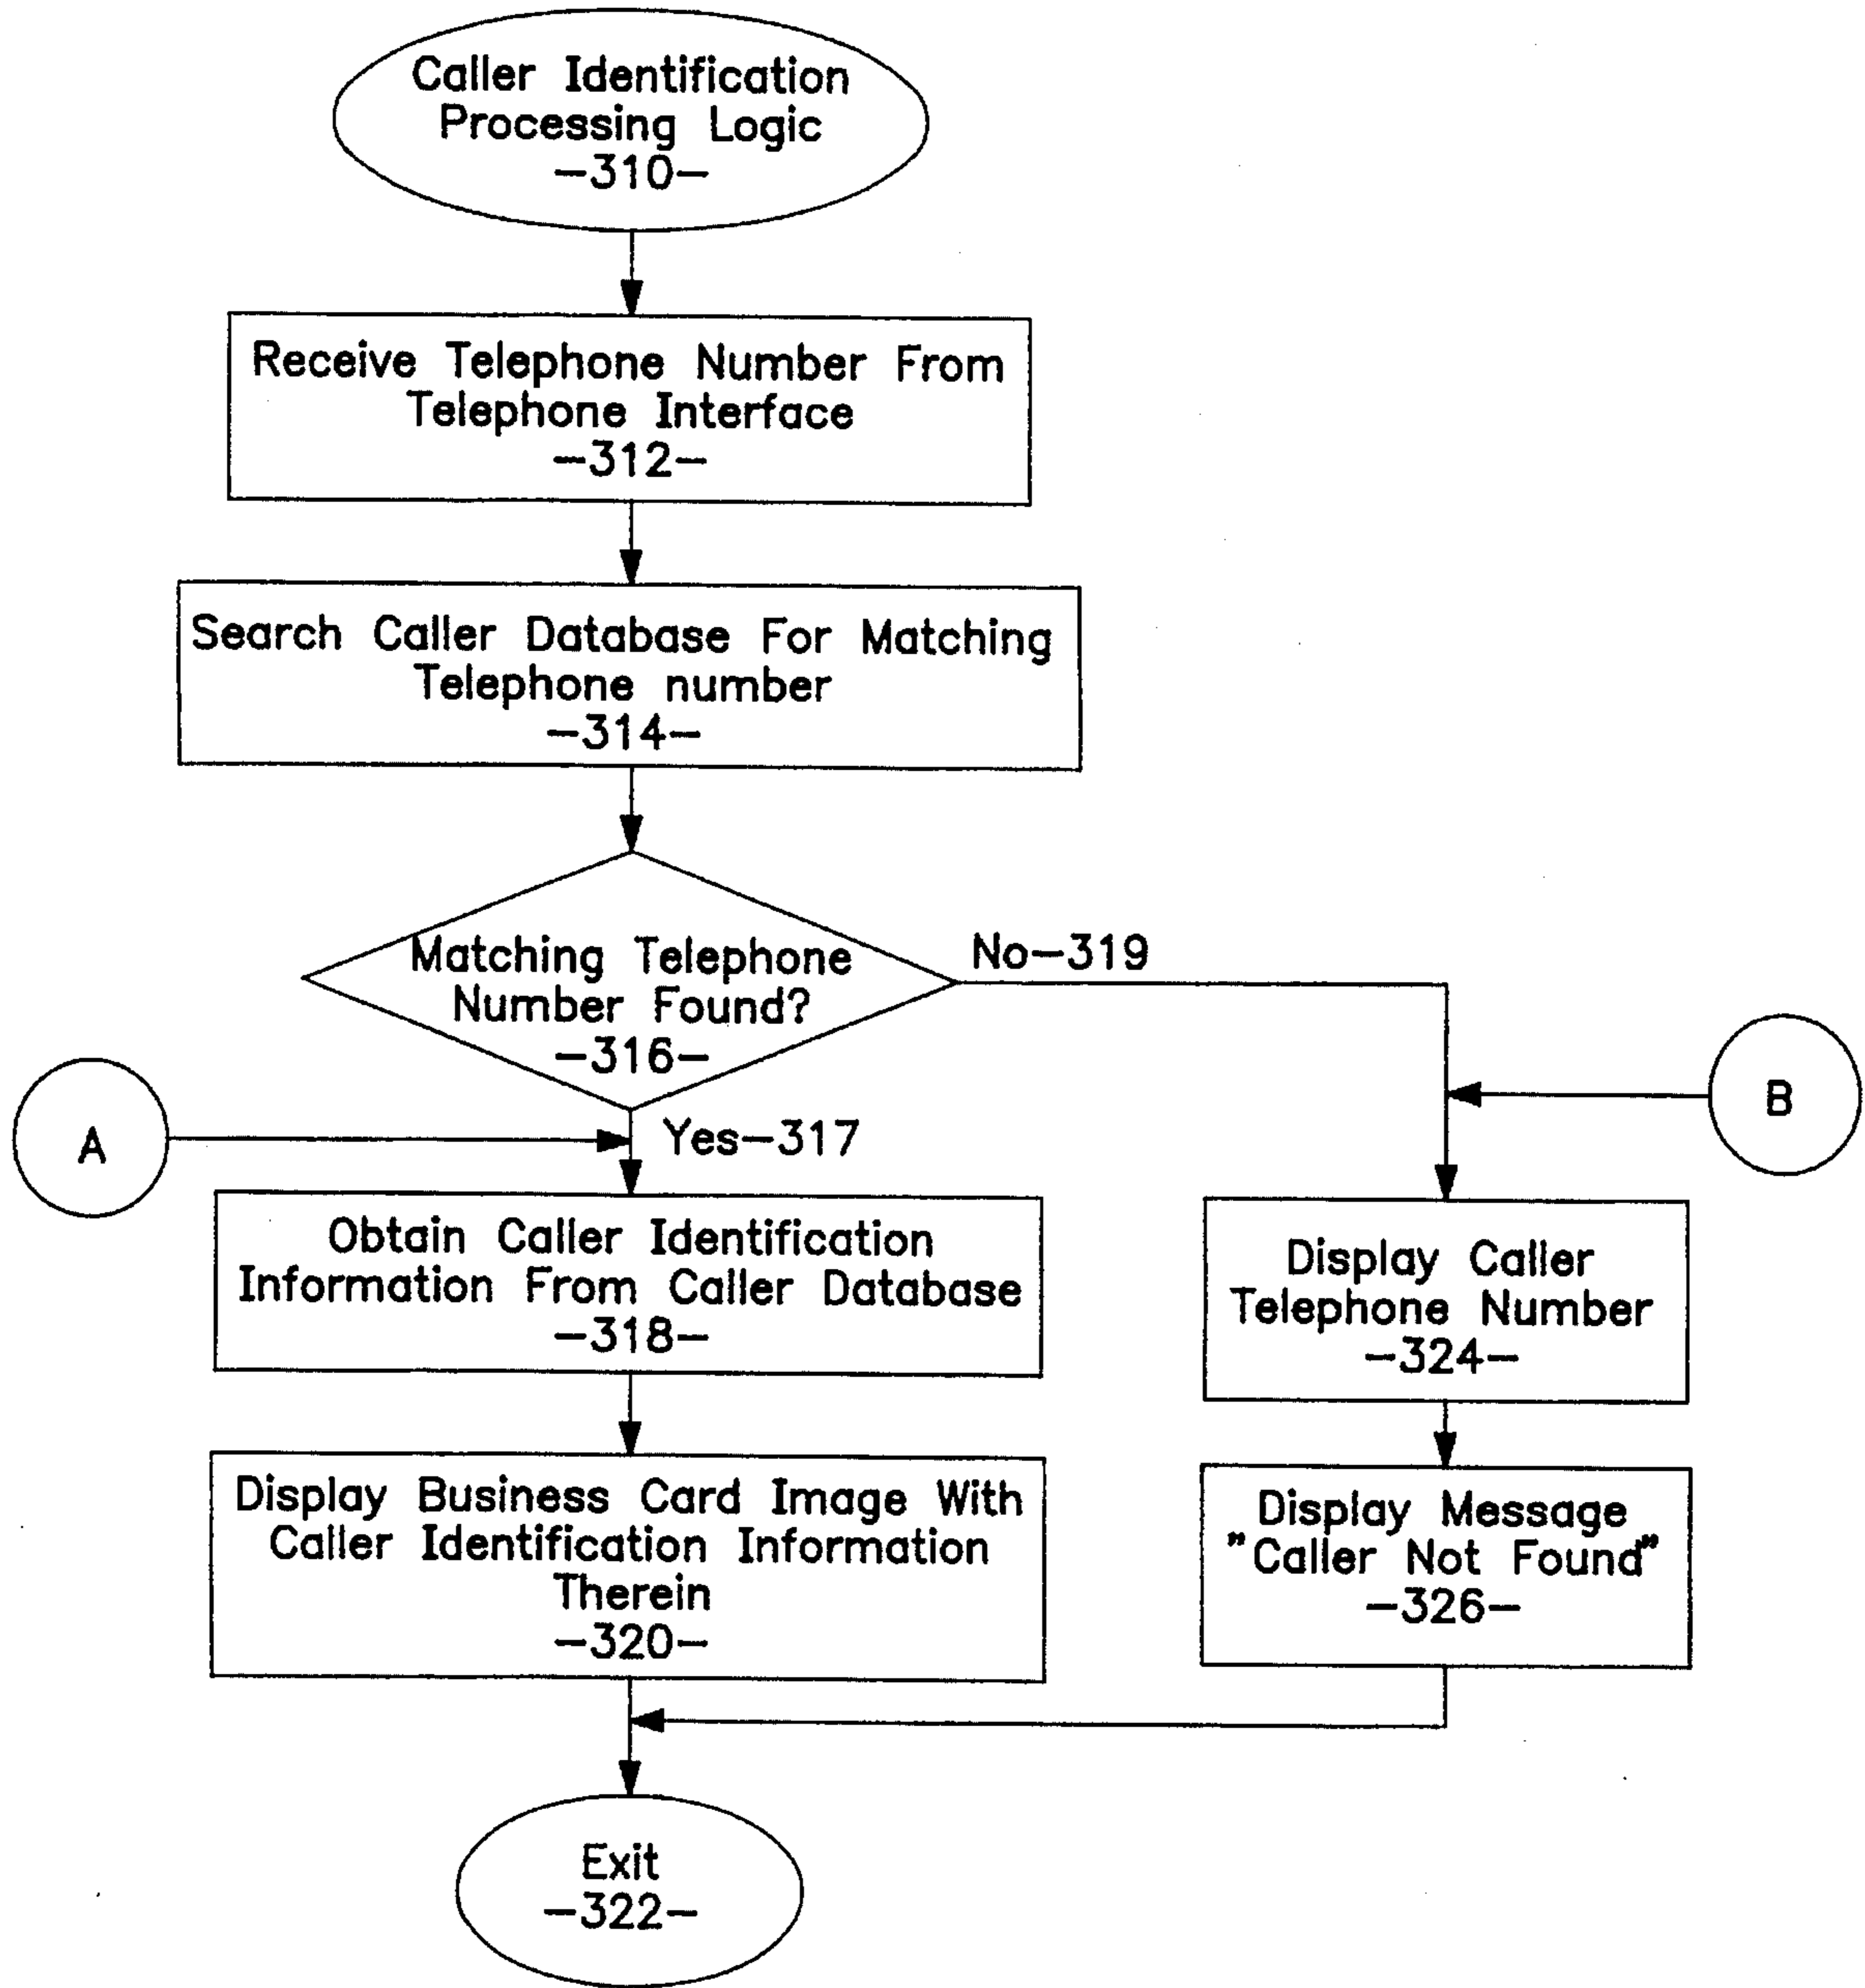 Caller Identification
Processing Logic
-310-
Receive Telephone Number From
Telephone Interface
-312-
Search Caller Database For Matching
Telephone number
-314-
Matching Telephone
Number Found?
-316-
No-319
Yes-317
A
B
Obtain Caller Identification
Information From Caller Database
-318-
Display Caller
Telephone Number
-324-
Display Business Card Image With
Caller Identification Information
Therein
-320-
Display Message
"Caller Not Found"
-326-
Exit
-322-